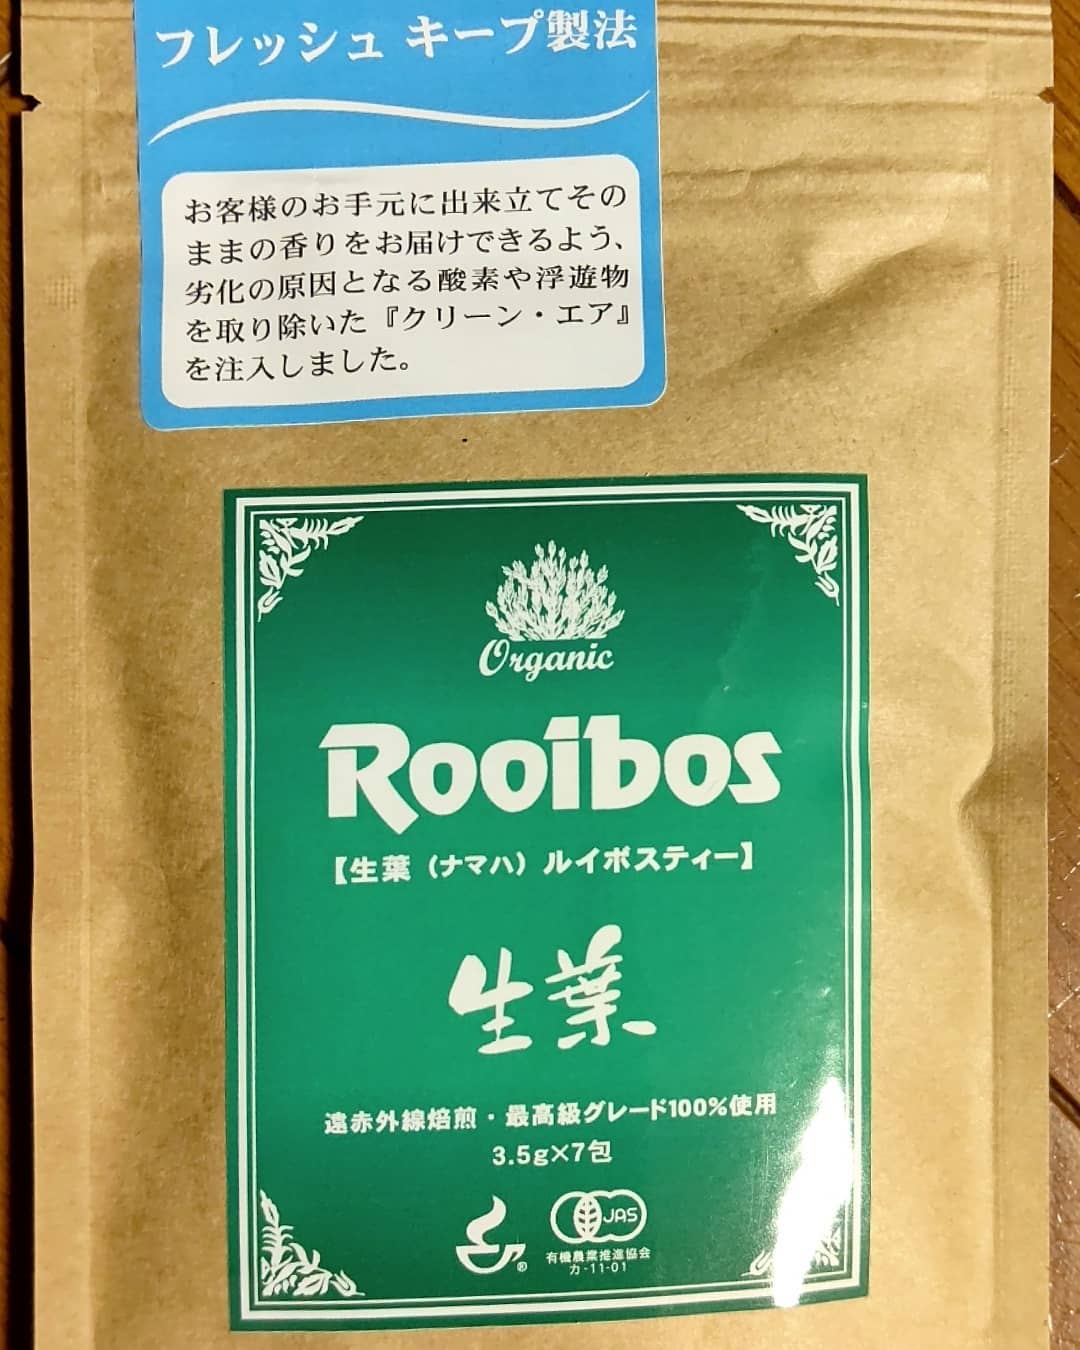 フレッシュ キープ製法
お客様のお手元に出来立てその
ままの香りをお届けできるよう、
劣化の原因となる酸素や浮遊物
を取り除いた『クリーン・エア』
を注入しました。
Organic
Rooibos
【生葉（ナマハ）ルイボスティー】
生葉
遠赤外線焙煎・最高級グレード100%使用
3.5g×7包
®
JAS
有機農業推進協会
カ-11-01